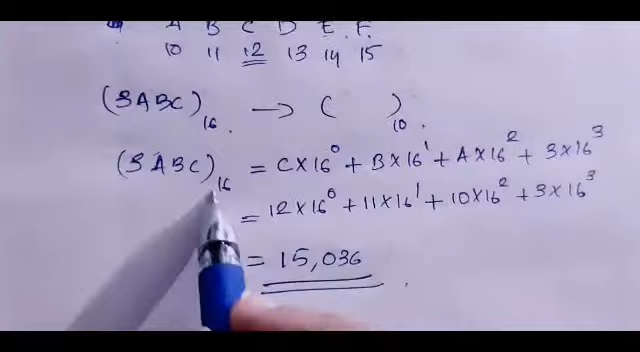 A B C D E F.
10 11 12 13 14 15
(3ABC)₁₆. → ( )₁₀.
(3ABC)₁₆ = C×16⁰ + B×16¹ + A×16² + 3×16³
= 12×16⁰ + 11×16¹ + 10×16² + 3×16³
= 15,036